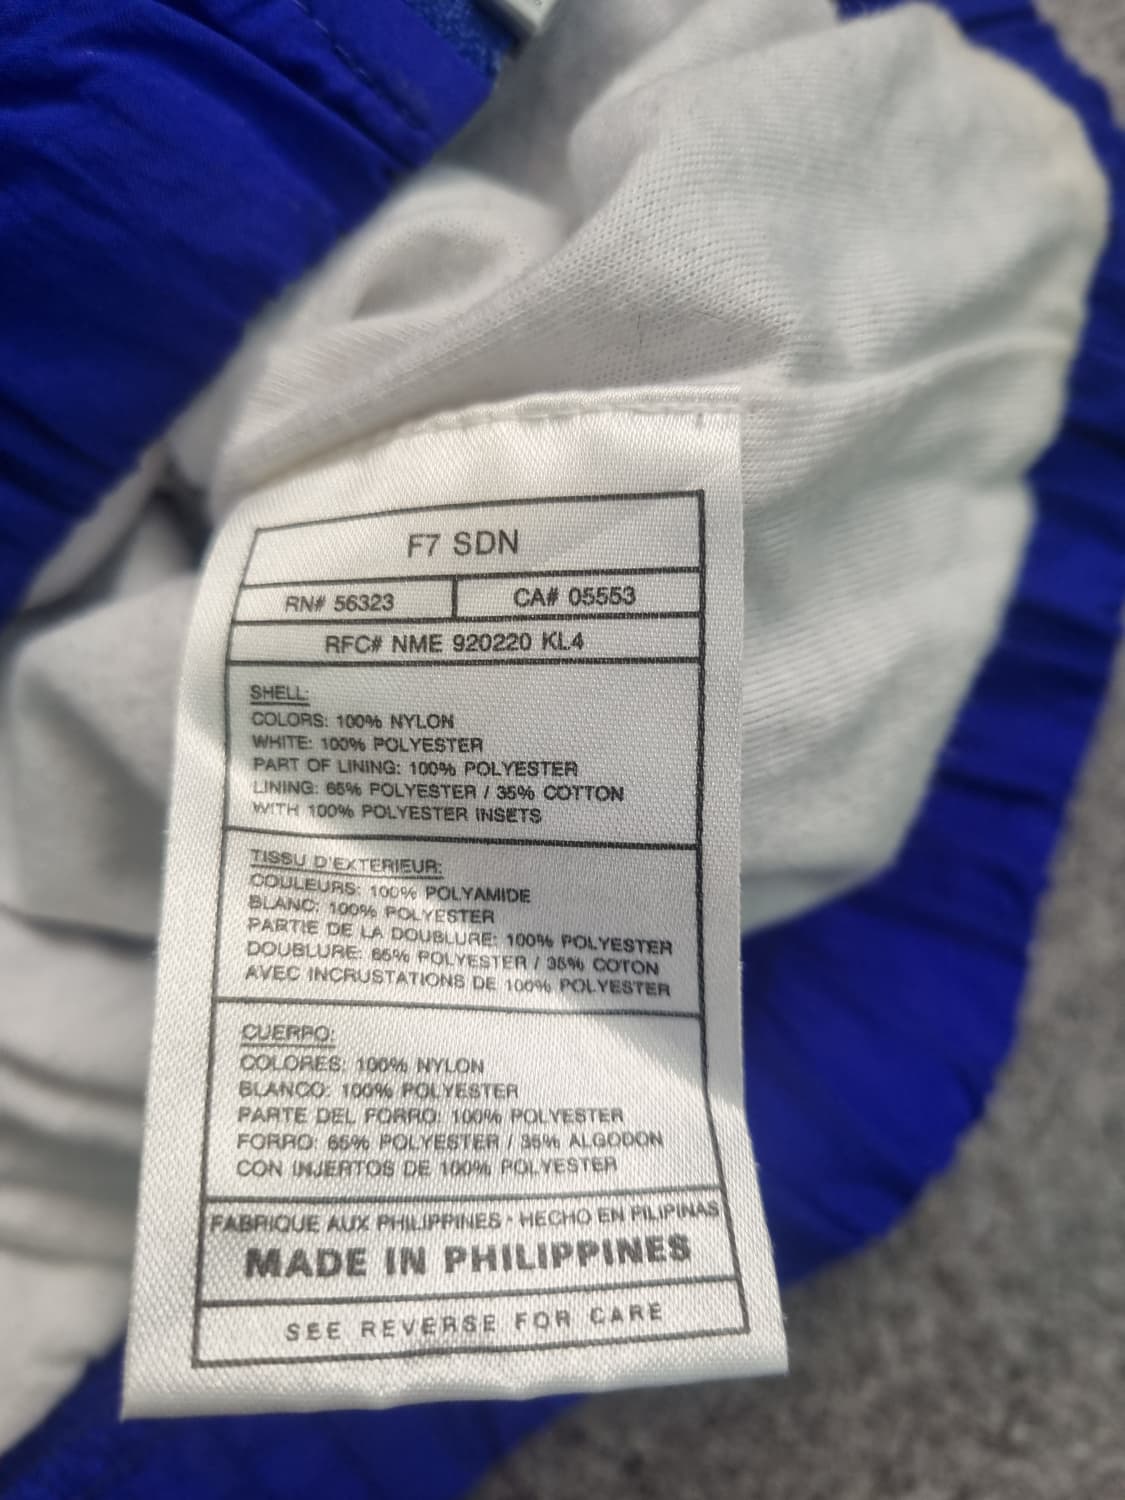 F7 SDN
RN# 56323
CA# 05553
RFC# NME 920220 KL4
SHELL:
COLORS: 100% NYLON
WHITE: 100% POLYESTER
PART OF LINING: 100% POLYESTER
LINING: 65% POLYESTER / 35% COTTON
WITH 100% POLYESTER INSETS
TISSU D'EXTERIEUR:
COULEURS: 100% POLYAMIDE
BLANC: 100% POLYESTER
PARTIE DE LA DOUBLURE: 100% POLYESTER
DOUBLURE: 65% POLYESTER / 35% COTON
AVEC INCRUSTATIONS DE 100% POLYESTER
CUERPO:
COLORES: 100% NYLON
BLANCO: 100% POLYESTER
PARTE DEL FORRO: 100% POLYESTER
FORRO: 65% POLYESTER / 35% ALGODON
CON INJERTOS DE 100% POLYESTER
FABRIQUE AUX PHILIPPINES - HECHO EN FILIPINAS
MADE IN PHILIPPINES
SEE REVERSE FOR CARE